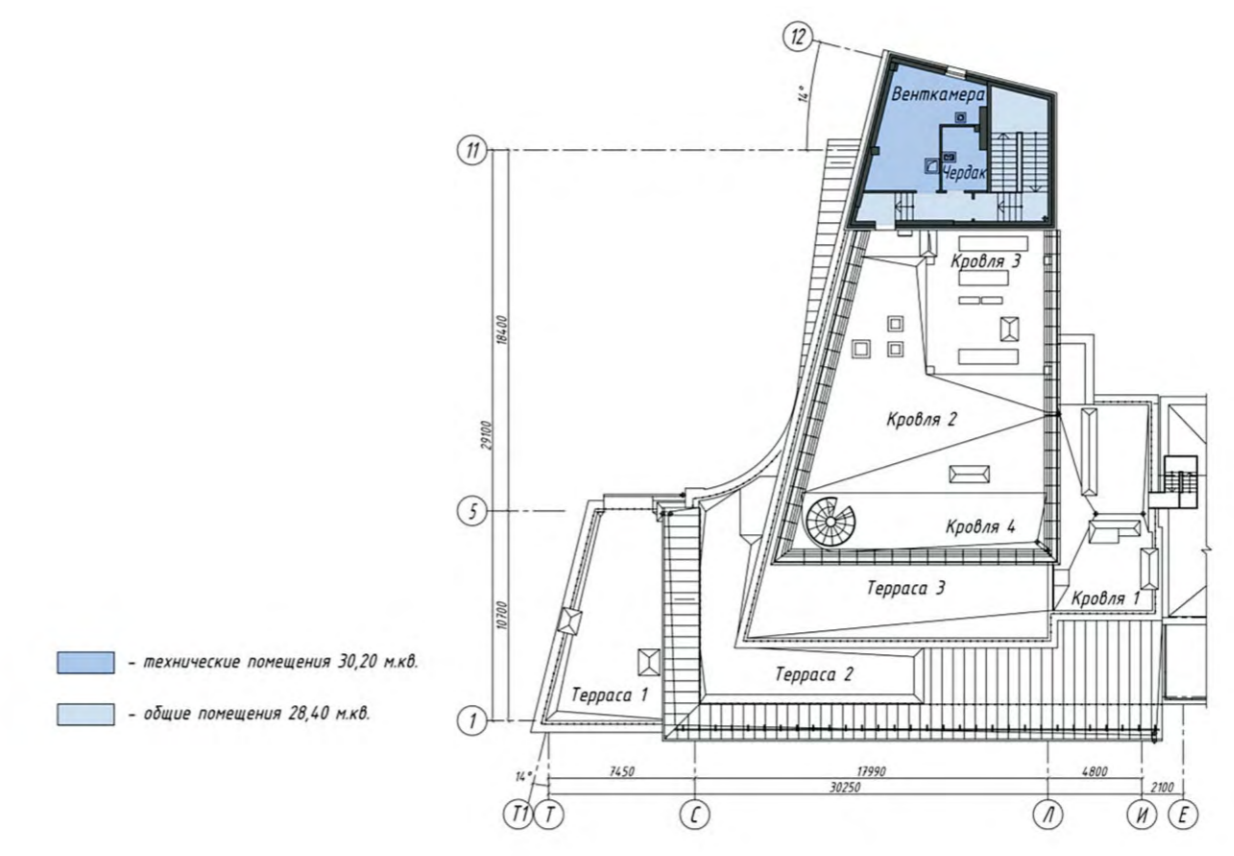 12
14°
Венткамера
11
Чердак
Кровля 3
18400
Кровля 2
29100
5
Кровля 4
Терраса 3
Кровля 1
10700
- технические помещения 30,20 м.кв.
Терраса 2
Терраса 1
- общие помещения 28,40 м.кв.
1
14°
7450
17990
4800
30250
2100
Т1
Т
С
Л
И
Е